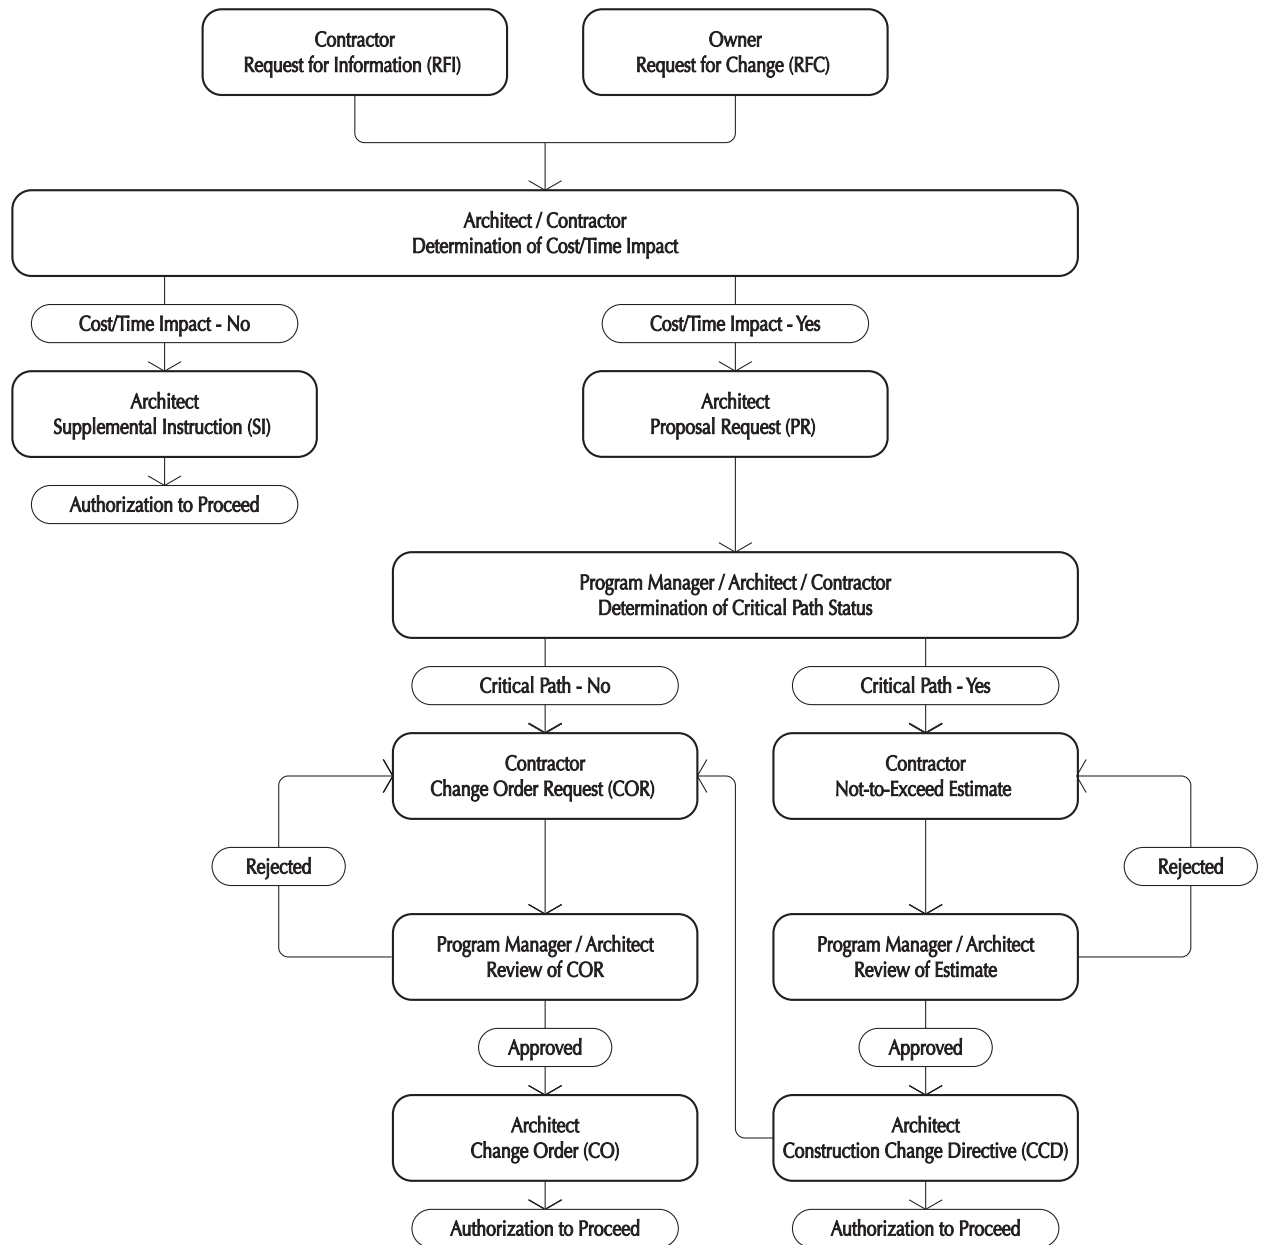 Contractor
Request for Information (RFI)
Owner
Request for Change (RFC)
Architect / Contractor
Determination of Cost/Time Impact
Cost/Time Impact - No
Cost/Time Impact - Yes
Architect
Supplemental Instruction (SI)
Architect
Proposal Request (PR)
Authorization to Proceed
Program Manager / Architect / Contractor
Determination of Critical Path Status
Critical Path - No
Critical Path - Yes
Contractor
Change Order Request (COR)
Contractor
Not-to-Exceed Estimate
Rejected
Rejected
Program Manager / Architect
Review of COR
Program Manager / Architect
Review of Estimate
Approved
Approved
Architect
Change Order (CO)
Architect
Construction Change Directive (CCD)
Authorization to Proceed
Authorization to Proceed